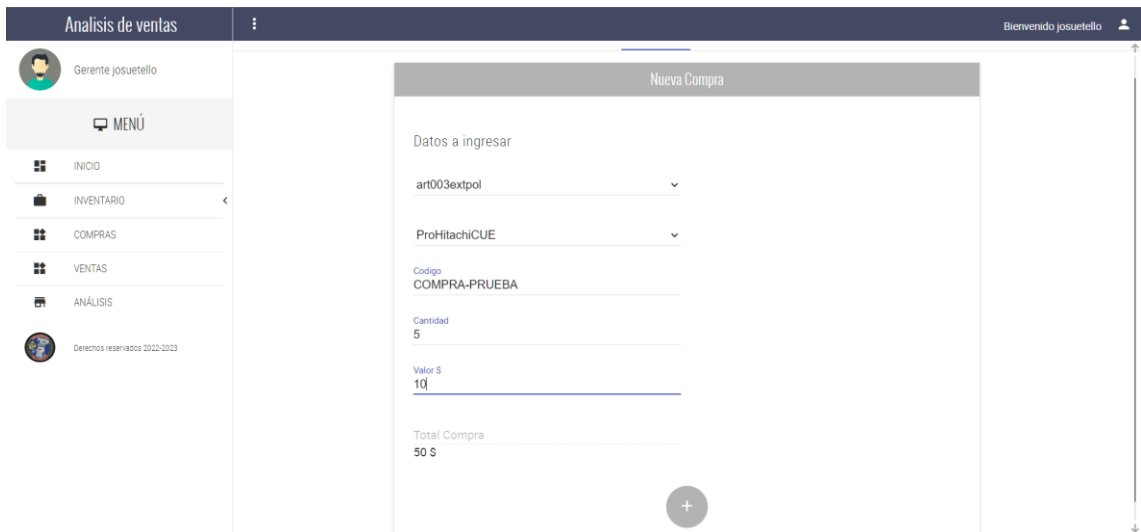 Analisis de ventas
Bienvenido josuetello
Gerente josuetello
MENÚ
INICIO
INVENTARIO
COMPRAS
VENTAS
ANÁLISIS
Derechos reservados 2022-2023
Nueva Compra
Datos a ingresar
art003extpol
ProHitachiCUE
Codigo
COMPRA-PRUEBA
Cantidad
5
Valor $
10
Total Compra
50 $
+